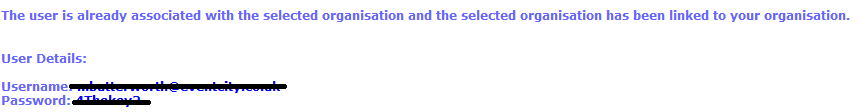 The user is already associated with the selected organisation and the selected organisation has been linked to your organisation.
User Details:
Username:
Password: